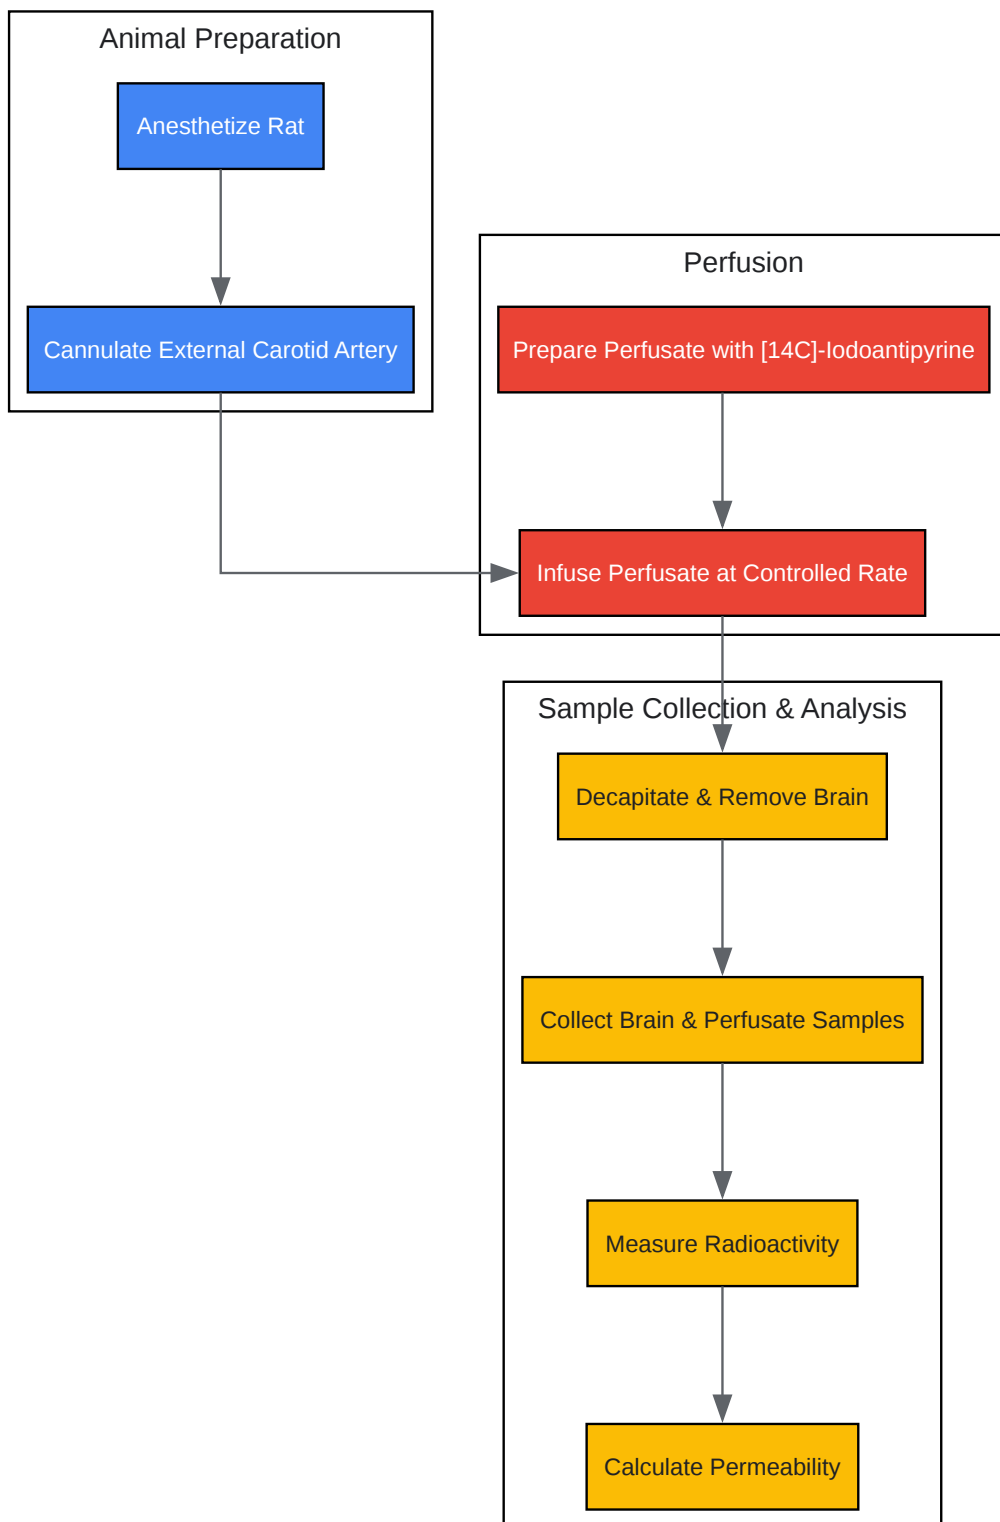 Animal Preparation
Anesthetize Rat
Cannulate External Carotid Artery
Perfusion
Prepare Perfusate with [14C]-Iodoantipyrine
Infuse Perfusate at Controlled Rate
Sample Collection & Analysis
Decapitate & Remove Brain
Collect Brain & Perfusate Samples
Measure Radioactivity
Calculate Permeability